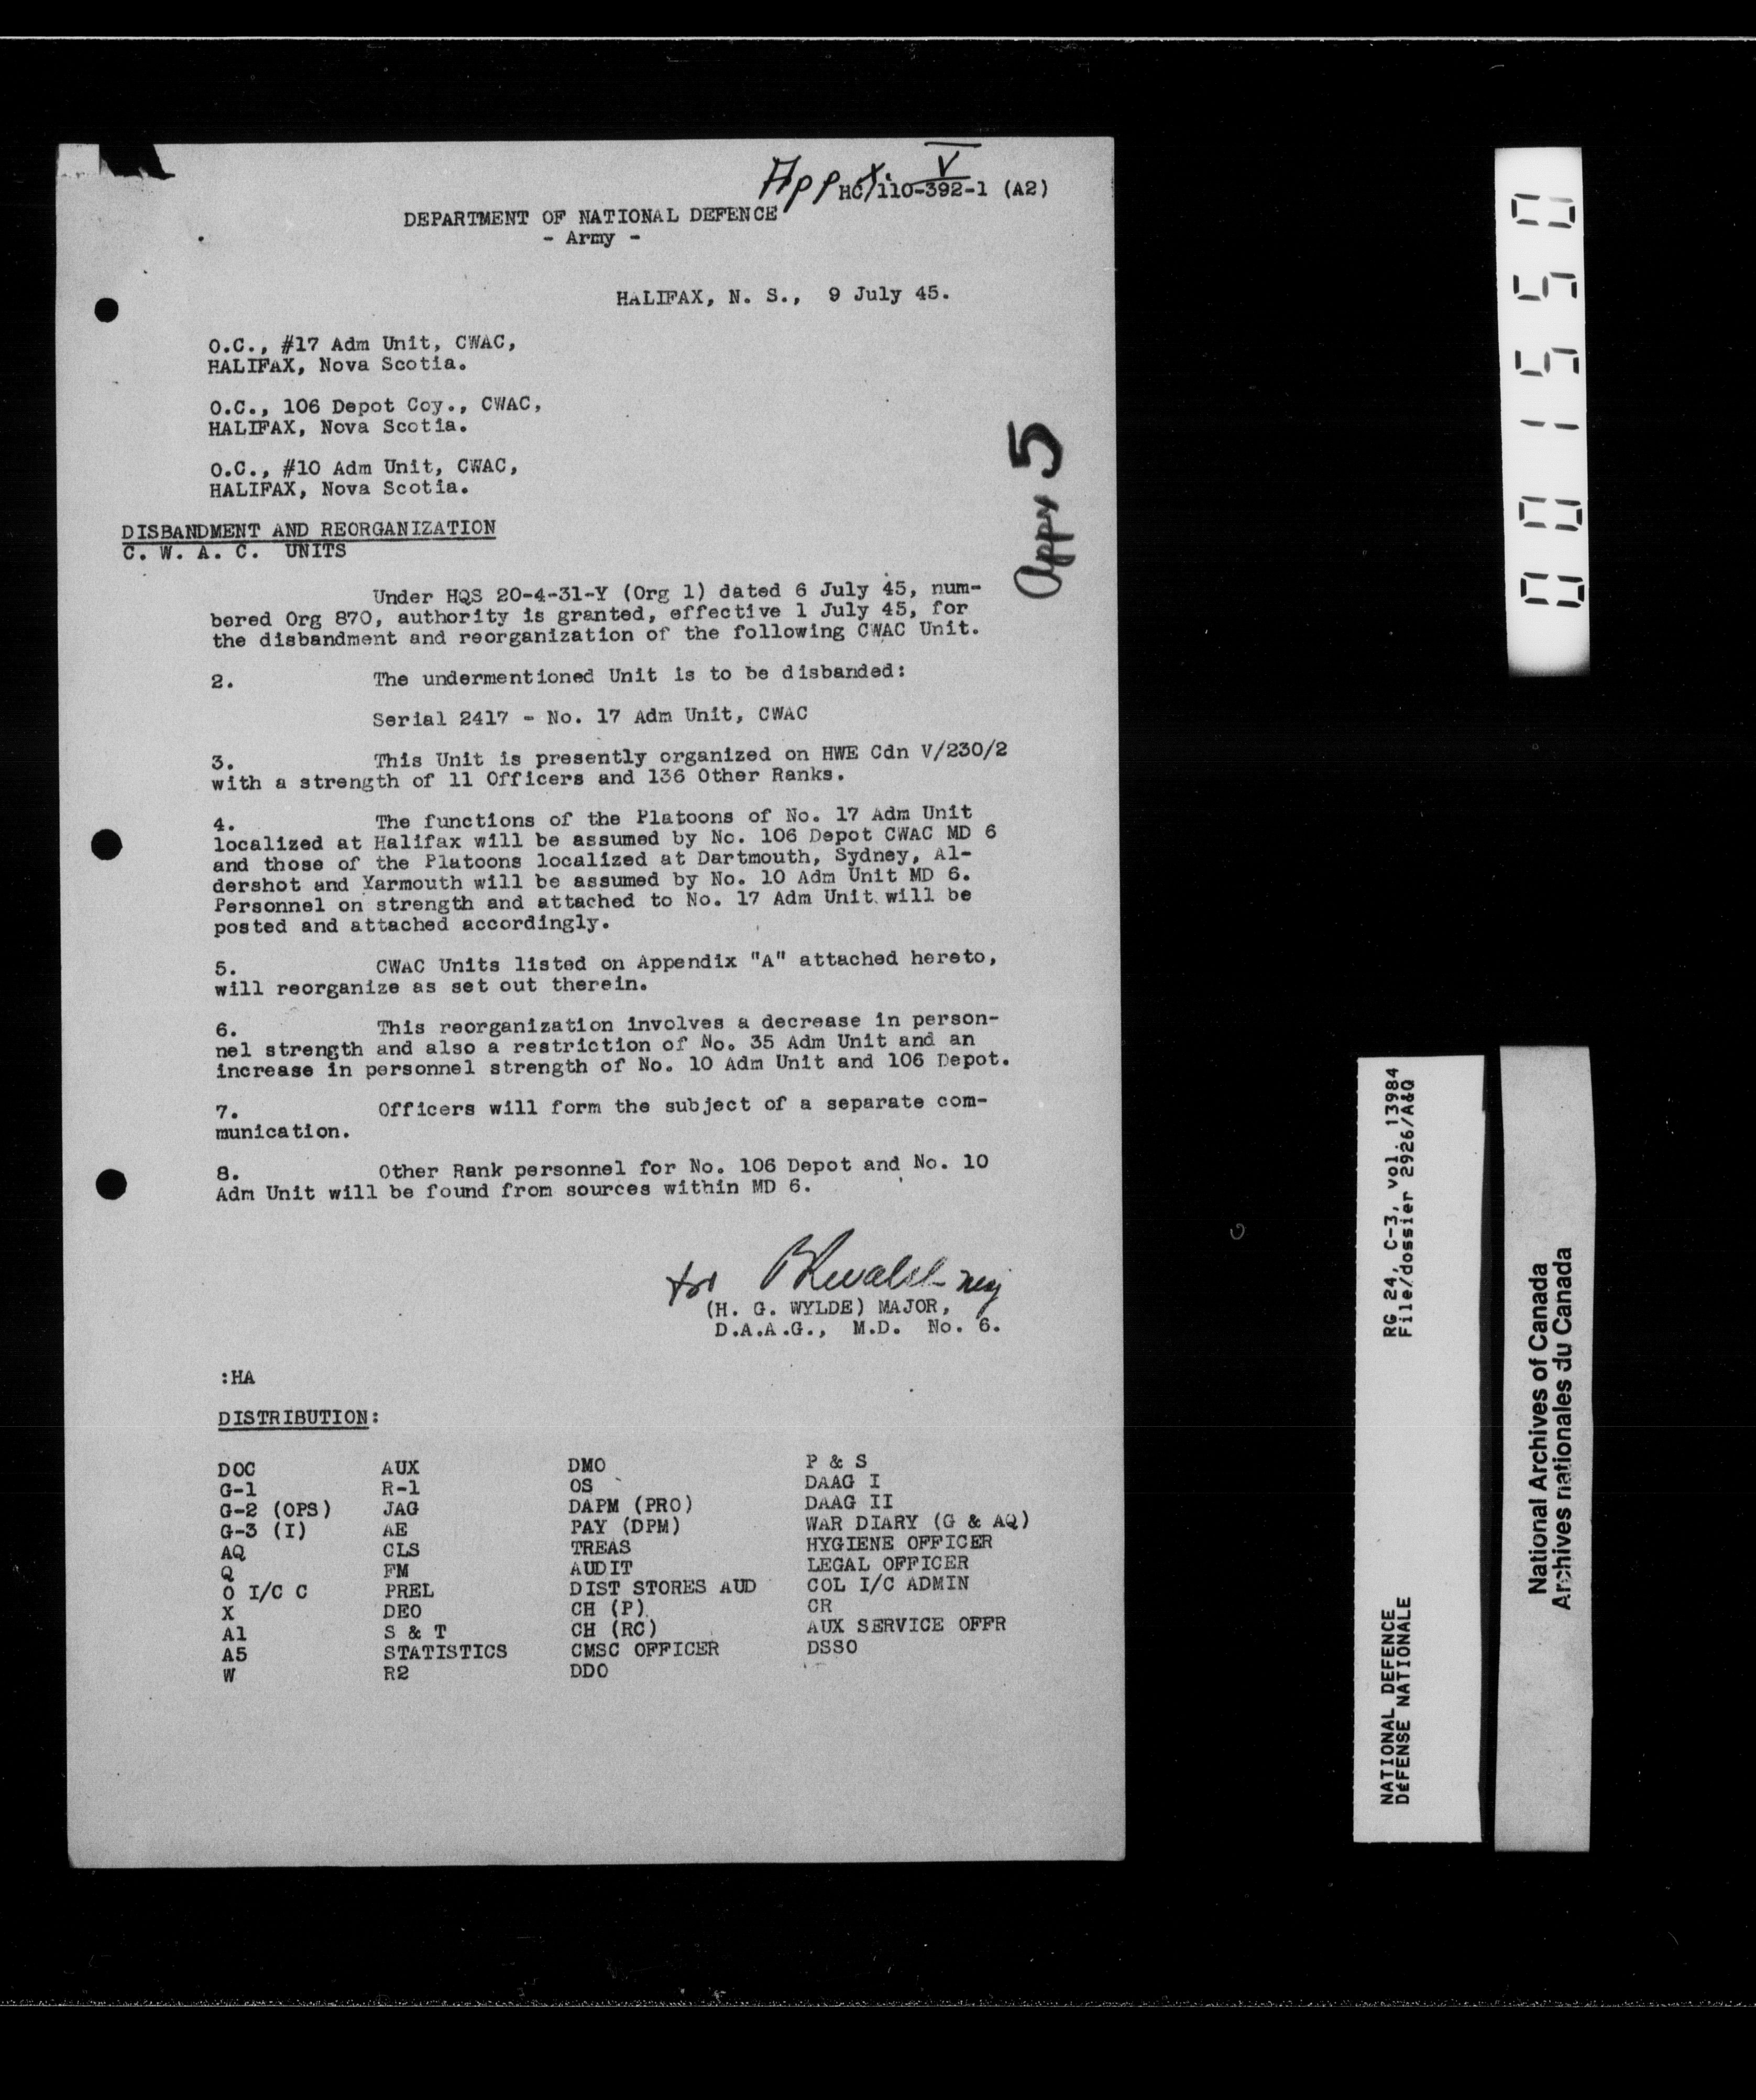 Appx. V
HC/110-392-1 (A2)
DEPARTMENT OF NATIONAL DEFENCE
- Army -
HALIFAX, N. S., 9 July 45.
O.C., #17 Adm Unit, CWAC,
HALIFAX, Nova Scotia.
O.C., 106 Depot Coy., CWAC,
HALIFAX, Nova Scotia.
O.C., #10 Adm Unit, CWAC,
HALIFAX, Nova Scotia.
Appx 5
DISBANDMENT AND REORGANIZATION
C. W. A. C. UNITS
Under HQS 20-4-31-Y (Org 1) dated 6 July 45, num-
bered Org 870, authority is granted, effective 1 July 45, for
the disbandment and reorganization of the following CWAC Unit.
2. The undermentioned Unit is to be disbanded:
Serial 2417 - No. 17 Adm Unit, CWAC
3. This Unit is presently organized on HWE Cdn V/230/2
with a strength of 11 Officers and 136 Other Ranks.
4. The functions of the Platoons of No. 17 Adm Unit
localized at Halifax will be assumed by No. 106 Depot CWAC MD 6
and those of the Platoons localized at Dartmouth, Sydney, Al-
dershot and Yarmouth will be assumed by No. 10 Adm Unit MD 6.
Personnel on strength and attached to No. 17 Adm Unit will be
posted and attached accordingly.
5. CWAC Units listed on Appendix "A" attached hereto,
will reorganize as set out therein.
6. This reorganization involves a decrease in person-
nel strength and also a restriction of No. 35 Adm Unit and an
increase in personnel strength of No. 10 Adm Unit and 106 Depot.
7. Officers will form the subject of a separate com-
munication.
8. Other Rank personnel for No. 106 Depot and No. 10
Adm Unit will be found from sources within MD 6.
for
(H. G. WYLDE) MAJOR,
D.A.A.G., M.D. No. 6.
:HA
DISTRIBUTION:
DOC AUX DMO P & S
G-1 R-1 OS DAAG I
G-2 (OPS) JAG DAPM (PRO) DAAG II
G-3 (I) AE PAY (DPM) WAR DIARY (G & AQ)
AQ CLS TREAS HYGIENE OFFICER
Q FM AUDIT LEGAL OFFICER
O I/C C PREL DIST STORES AUD COL I/C ADMIN
X DEO CH (P) CR
A1 S & T CH (RC) AUX SERVICE OFFR
A5 STATISTICS CMSC OFFICER DSSO
W R2 DDO
001550
RG 24, C-3, vol. 13984
File/dossier 2926/A&Q
NATIONAL DEFENCE
DéFENSE NATIONALE
National Archives of Canada
Archives nationales du Canada